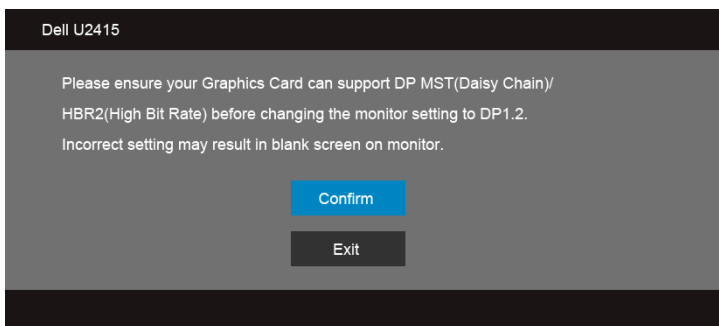 Dell U2415
Please ensure your Graphics Card can support DP MST(Daisy Chain)/
HBR2(High Bit Rate) before changing the monitor setting to DP1.2.
Incorrect setting may result in blank screen on monitor.
Confirm
Exit